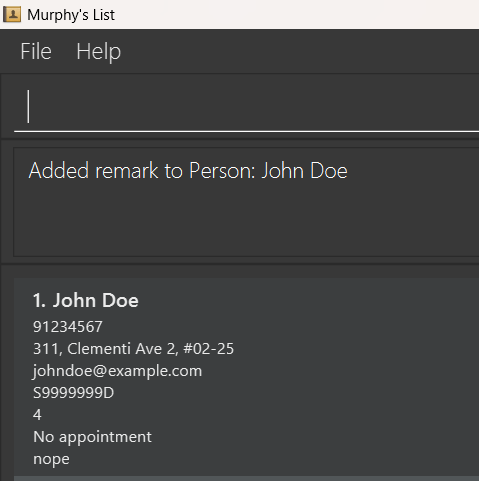 Murphy's List
File Help
Added remark to Person: John Doe
1. John Doe
91234567
311, Clementi Ave 2, #02-25
johndoe@example.com
S9999999D
4
No appointment
nope